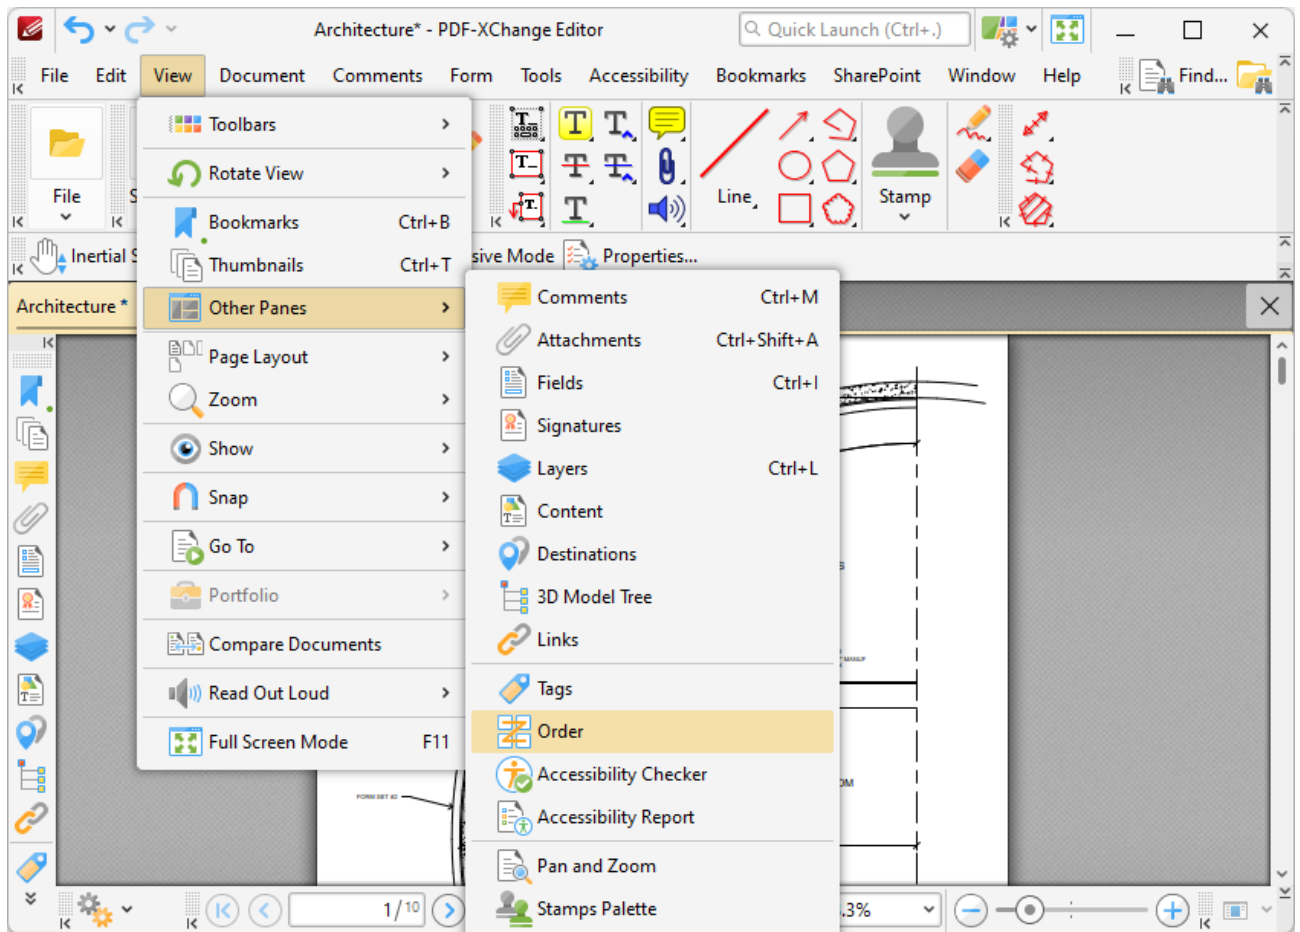 Architecture* - PDF-XChange Editor
Quick Launch (Ctrl+.)
File Edit View Document Comments Form Tools Accessibility Bookmarks SharePoint Window Help Find...
File
Line
Stamp
Inertial S
sive Mode Properties...
Architecture *
Toolbars
Rotate View
Bookmarks Ctrl+B
Thumbnails Ctrl+T
Other Panes
Page Layout
Zoom
Show
Snap
Go To
Portfolio
Compare Documents
Read Out Loud
Full Screen Mode F11
Comments Ctrl+M
Attachments Ctrl+Shift+A
Fields Ctrl+I
Signatures
Layers Ctrl+L
Content
Destinations
3D Model Tree
Links
Tags
Order
Accessibility Checker
Accessibility Report
Pan and Zoom
Stamps Palette
FORM SET #2
OM
1/10
.3%